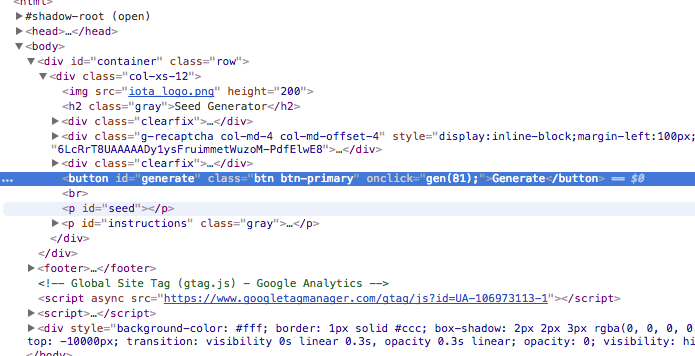 <html>
#shadow-root (open)
<head>…</head>
<body>
<div id="container" class="row">
<div class="col-xs-12">
<img src="iota_logo.png" height="200">
<h2 class="gray">Seed Generator</h2>
<div class="clearfix">…</div>
<div class="g-recaptcha col-md-4 col-md-offset-4" style="display:inline-block;margin-left:100px;
"6LcRrT8UAAAAADy1ysFruimmetWuzoM-PdfElwE8">…</div>
<div class="clearfix">…</div>
… <button id="generate" class="btn btn-primary" onclick="gen(81);">Generate</button> == $0
<br>
<p id="seed"></p>
<p id="instructions" class="gray">…</p>
</div>
</div>
<footer>…</footer>
<!-- Global Site Tag (gtag.js) - Google Analytics -->
<script async src="https://www.googletagmanager.com/gtag/js?id=UA-106973113-1"></script>
<script>…</script>
<div style="background-color: #fff; border: 1px solid #ccc; box-shadow: 2px 2px 3px rgba(0, 0, 0, 0.
top: -10000px; transition: visibility 0s linear 0.3s, opacity 0.3s linear; opacity: 0; visibility: hi
</body>